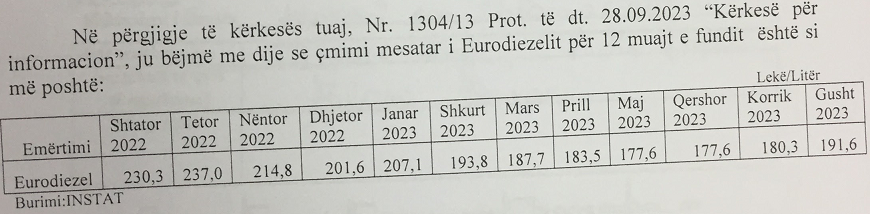 Në përgjigje të kërkesës tuaj, Nr. 1304/13 Prot. të dt. 28.09.2023 “Kërkesë për
informacion”, ju bëjmë me dije se çmimi mesatar i Eurodiezelit për 12 muajt e fundit është si
më poshtë:
Lekë/Litër
Emërtimi Shtator 2022 Tetor 2022 Nëntor 2022 Dhjetor 2022 Janar 2023 Shkurt 2023 Mars 2023 Prill 2023 Maj 2023 Qershor 2023 Korrik 2023 Gusht 2023
Eurodiezel 230,3 237,0 214,8 201,6 207,1 193,8 187,7 183,5 177,6 177,6 180,3 191,6
Burimi:INSTAT